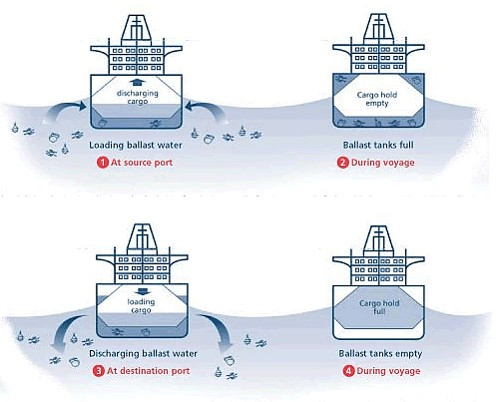 discharging
cargo
Loading ballast water
1 At source port
Cargo hold
empty
Ballast tanks full
2 During voyage
loading
cargo
Discharging ballast water
3 At destination port
Cargo hold
full
Ballast tanks empty
4 During voyage